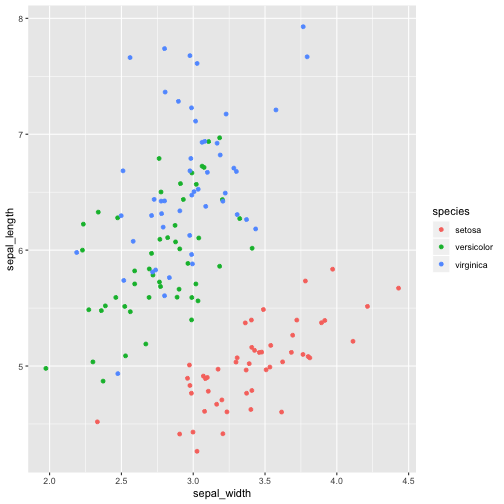 8
7
6
5
sepal_length
2.0 2.5 3.0 3.5 4.0 4.5
sepal_width
species
setosa
versicolor
virginica